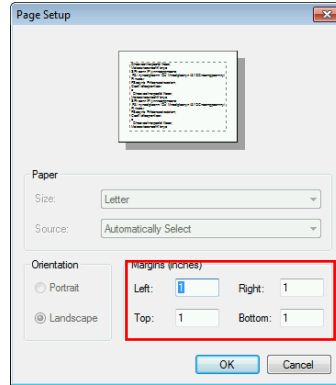 Page Setup
Paper
Size: Letter
Source: Automatically Select
Orientation
Portrait
Landscape
Margins (inches)
Left: 1 Right: 1
Top: 1 Bottom: 1
OK Cancel